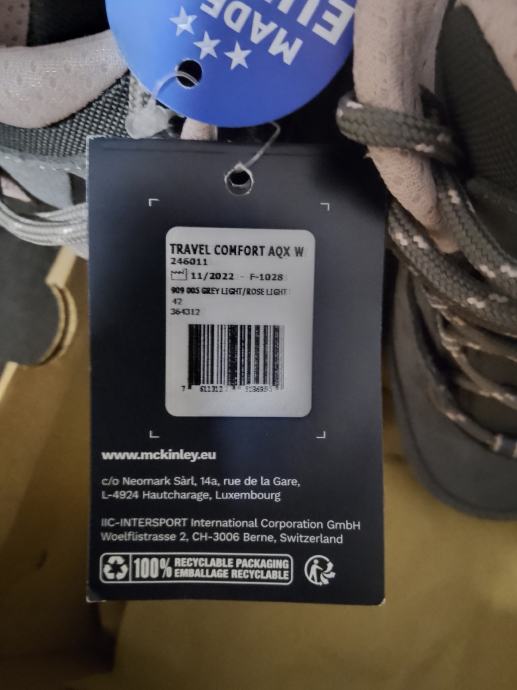 MADE
TRAVEL COMFORT AQX W
246011
11/2022 - F-1028
909 005 GREY LIGHT/ROSE LIGHT
42
364312
www.mckinley.eu
c/o Neomark Sàrl, 14a, rue de la Gare,
L-4924 Hautcharage, Luxembourg
IIC-INTERSPORT International Corporation GmbH
Woelflistrasse 2, CH-3006 Berne, Switzerland
100% RECYCLABLE PACKAGING
EMBALLAGE RECYCLABLE